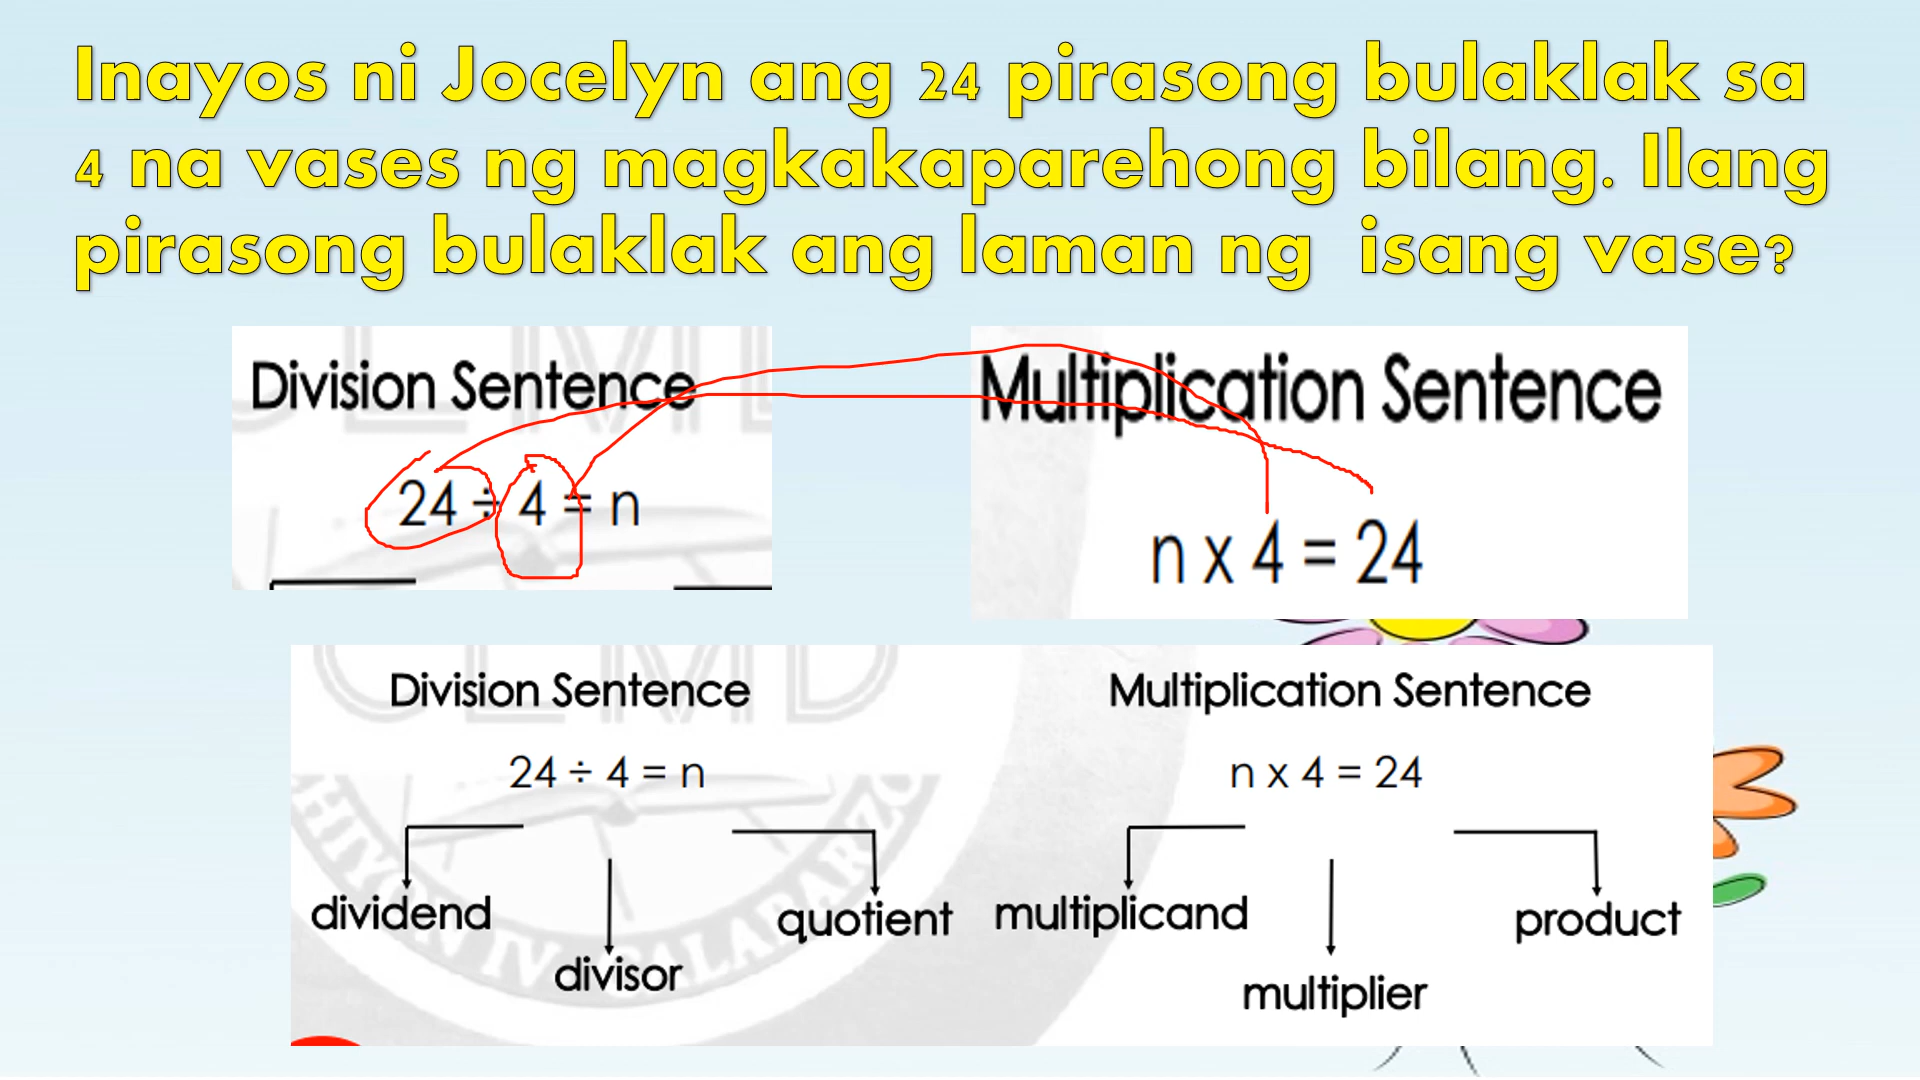 Inayos ni Jocelyn ang 24 pirasong bulaklak sa
4 na vases ng magkakaparehong bilang. Ilang
pirasong bulaklak ang laman ng isang vase?
Division Sentence
24 ÷ 4 = n
Multiplication Sentence
n x 4 = 24
Division Sentence
24 ÷ 4 = n
dividend
divisor
quotient
Multiplication Sentence
n x 4 = 24
multiplicand
multiplier
product
CLMD